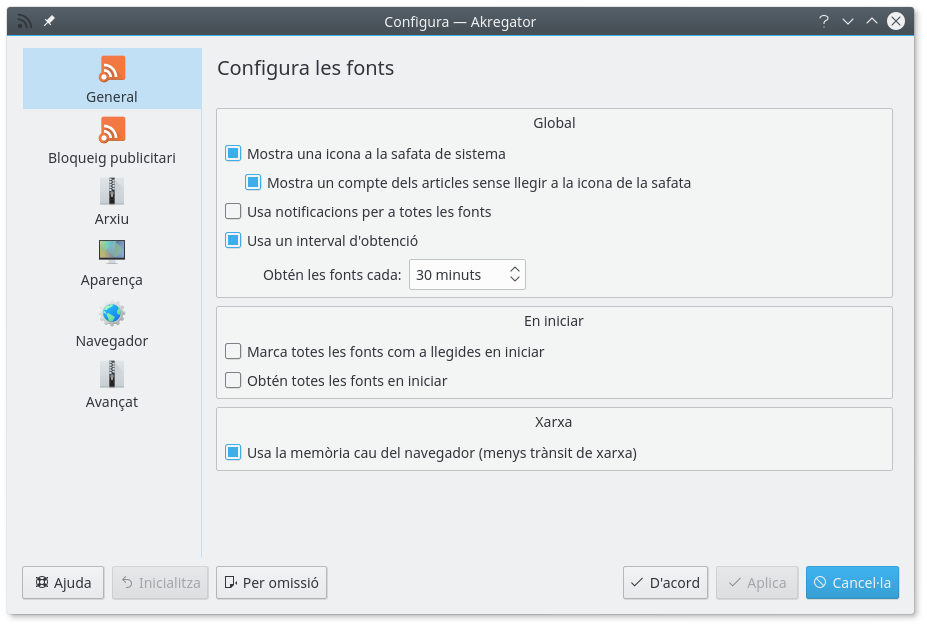 Configura — Akregator
General
Bloqueig publicitari
Arxiu
Aparença
Navegador
Avançat
Configura les fonts
Global
Mostra una icona a la safata de sistema
Mostra un compte dels articles sense llegir a la icona de la safata
Usa notificacions per a totes les fonts
Usa un interval d'obtenció
Obtén les fonts cada: 30 minuts
En iniciar
Marca totes les fonts com a llegides en iniciar
Obtén totes les fonts en iniciar
Xarxa
Usa la memòria cau del navegador (menys trànsit de xarxa)
Ajuda Inicialitza Per omissió D'acord Aplica Cancel·la